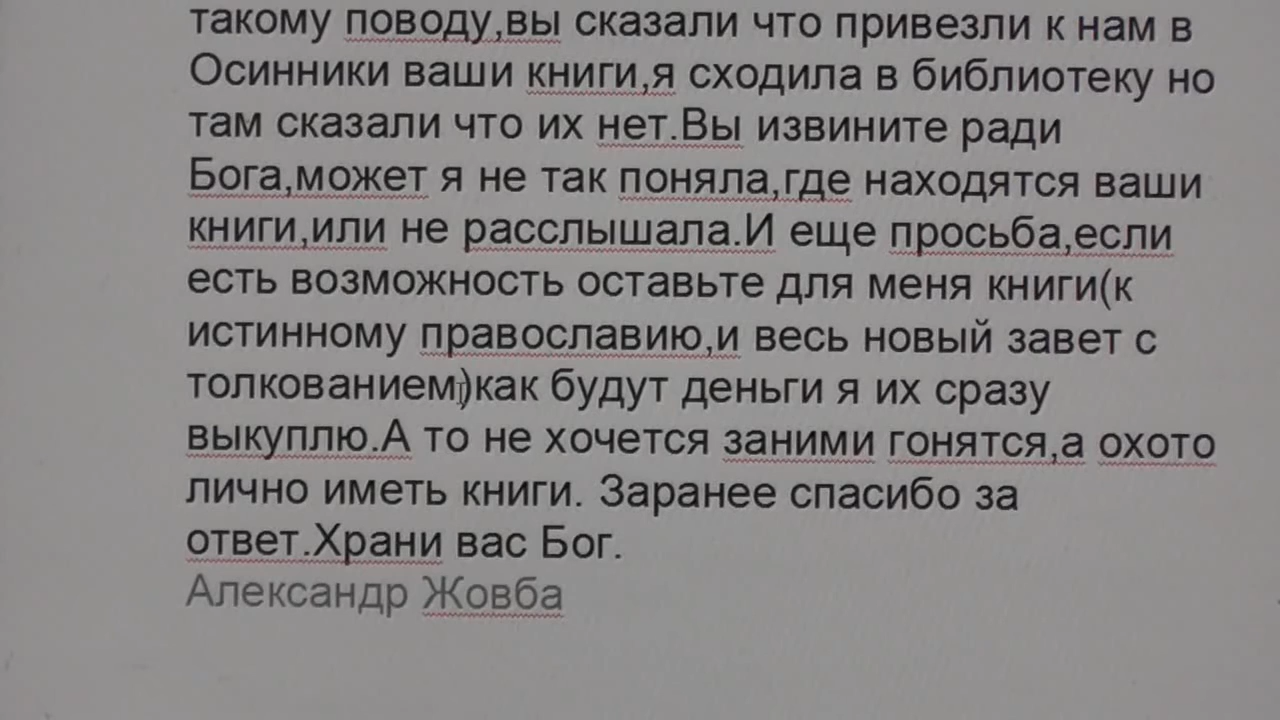 такому поводу,вы сказали что привезли к нам в
Осинники ваши книги,я сходила в библиотеку но
там сказали что их нет.Вы извините ради
Бога,может я не так поняла,где находятся ваши
книги,или не расслышала.И еще просьба,если
есть возможность оставьте для меня книги(к
истинному православию,и весь новый завет с
толкованием)как будут деньги я их сразу
выкуплю.А то не хочется заними гонятся,а охото
лично иметь книги. Заранее спасибо за
ответ.Храни вас Бог.
Александр Жовба